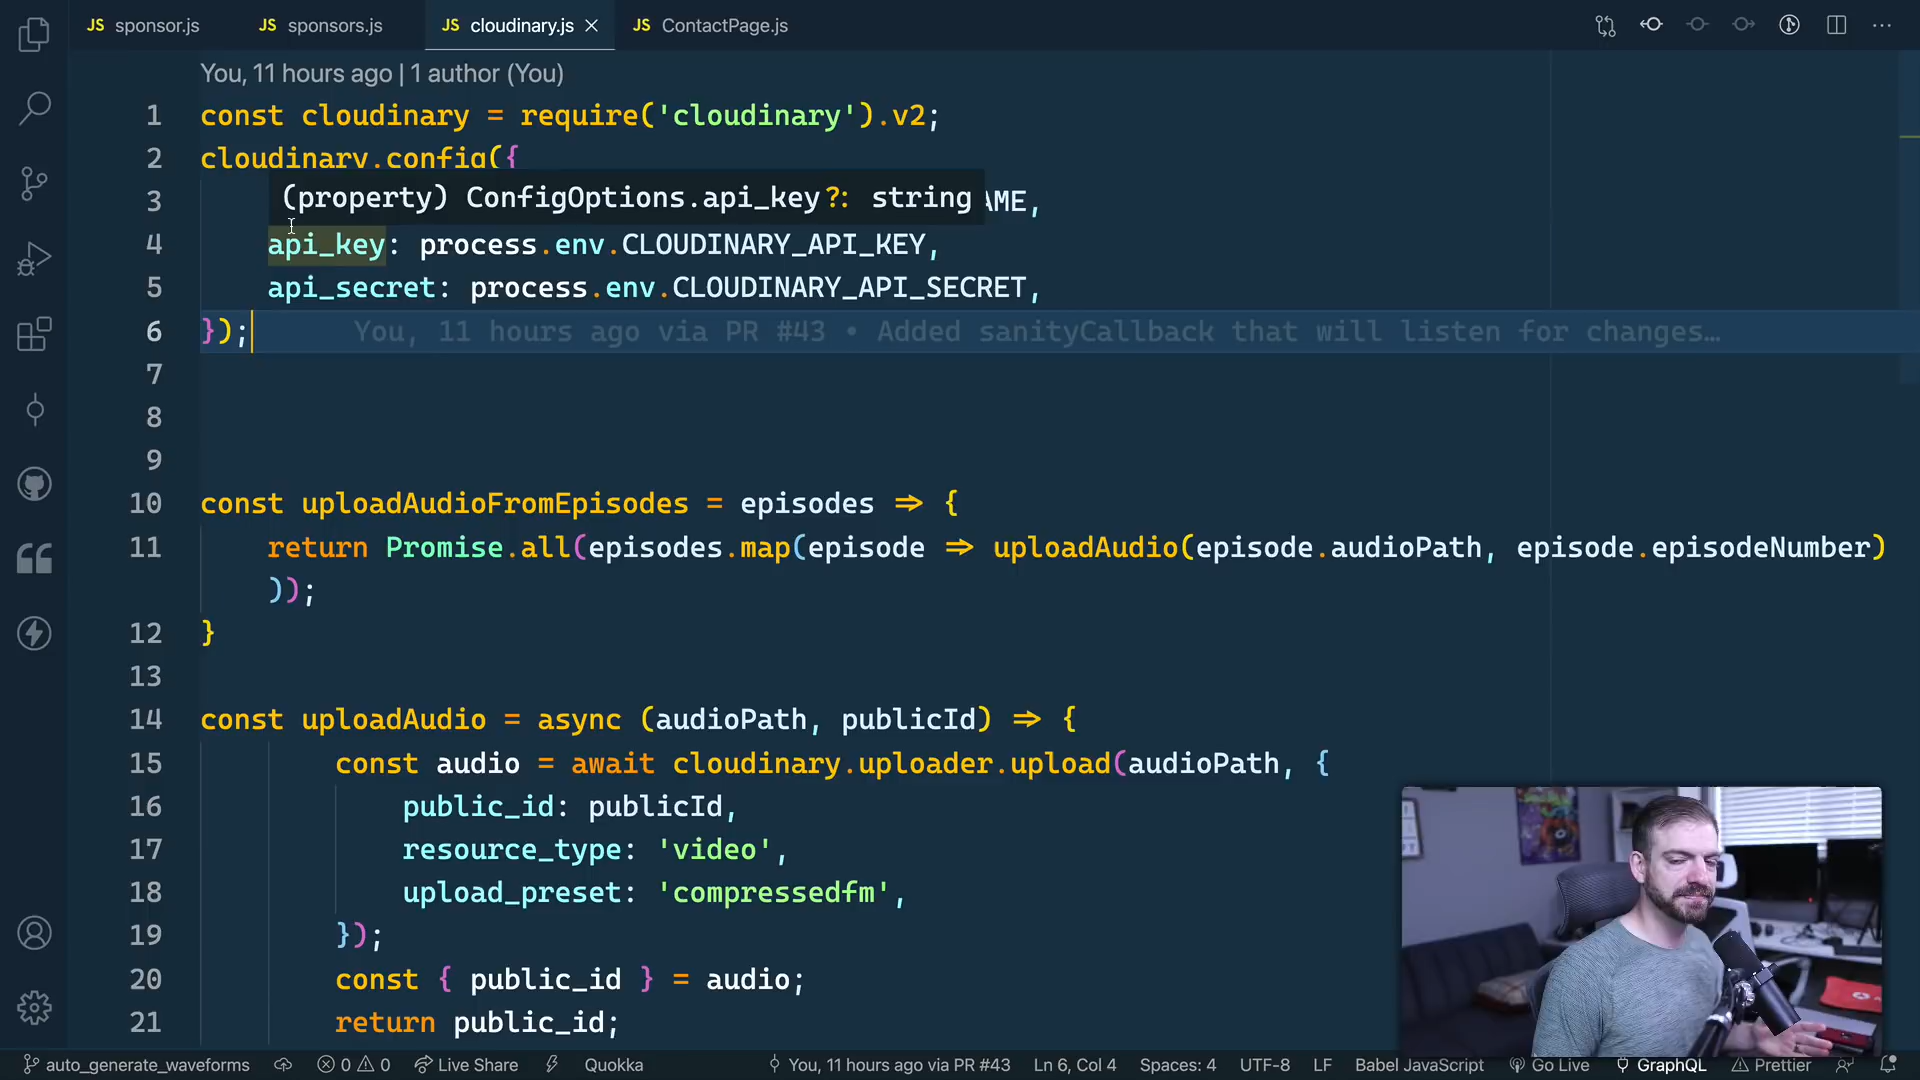 JS sponsor.js JS sponsors.js JS cloudinary.js JS ContactPage.js
You, 11 hours ago | 1 author (You)
1 const cloudinary = require('cloudinary').v2;
2 cloudinary.config({
(property) ConfigOptions.api_key?: string
3 AME,
4 api_key: process.env.CLOUDINARY_API_KEY,
5 api_secret: process.env.CLOUDINARY_API_SECRET,
6 }); You, 11 hours ago via PR #43 • Added sanityCallback that will listen for changes…
7
8
9
10 const uploadAudioFromEpisodes = episodes => {
11 return Promise.all(episodes.map(episode => uploadAudio(episode.audioPath, episode.episodeNumber)
));
12 }
13
14 const uploadAudio = async (audioPath, publicId) => {
15 const audio = await cloudinary.uploader.upload(audioPath, {
16 public_id: publicId,
17 resource_type: 'video',
18 upload_preset: 'compressedfm',
19 });
20 const { public_id } = audio;
21 return public_id;
auto_generate_waveforms 0 0 Live Share Quokka You, 11 hours ago via PR #43 Ln 6, Col 4 Spaces: 4 UTF-8 LF Babel JavaScript Go Live GraphQL Prettier